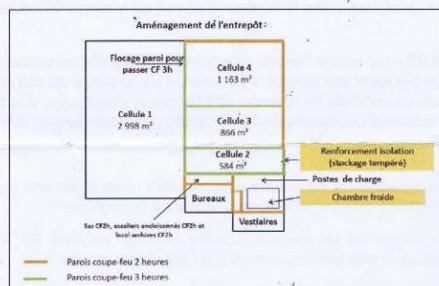 Aménagement de l'entrepôt:
Flocage paroi pour
passer CF 3h
Cellule 4
1 163 m²
Cellule 1
2 998 m²
Cellule 3
866 m²
Cellule 2
584 m²
Renforcement isolation
(stockage tempéré)
Postes de charge
Bureaux
Chambre froide
Vestiaires
Sas CF2h, escaliers encloisonnés CF2h et
local archives CF2h
Parois coupe-feu 2 heures
Parois coupe-feu 3 heures